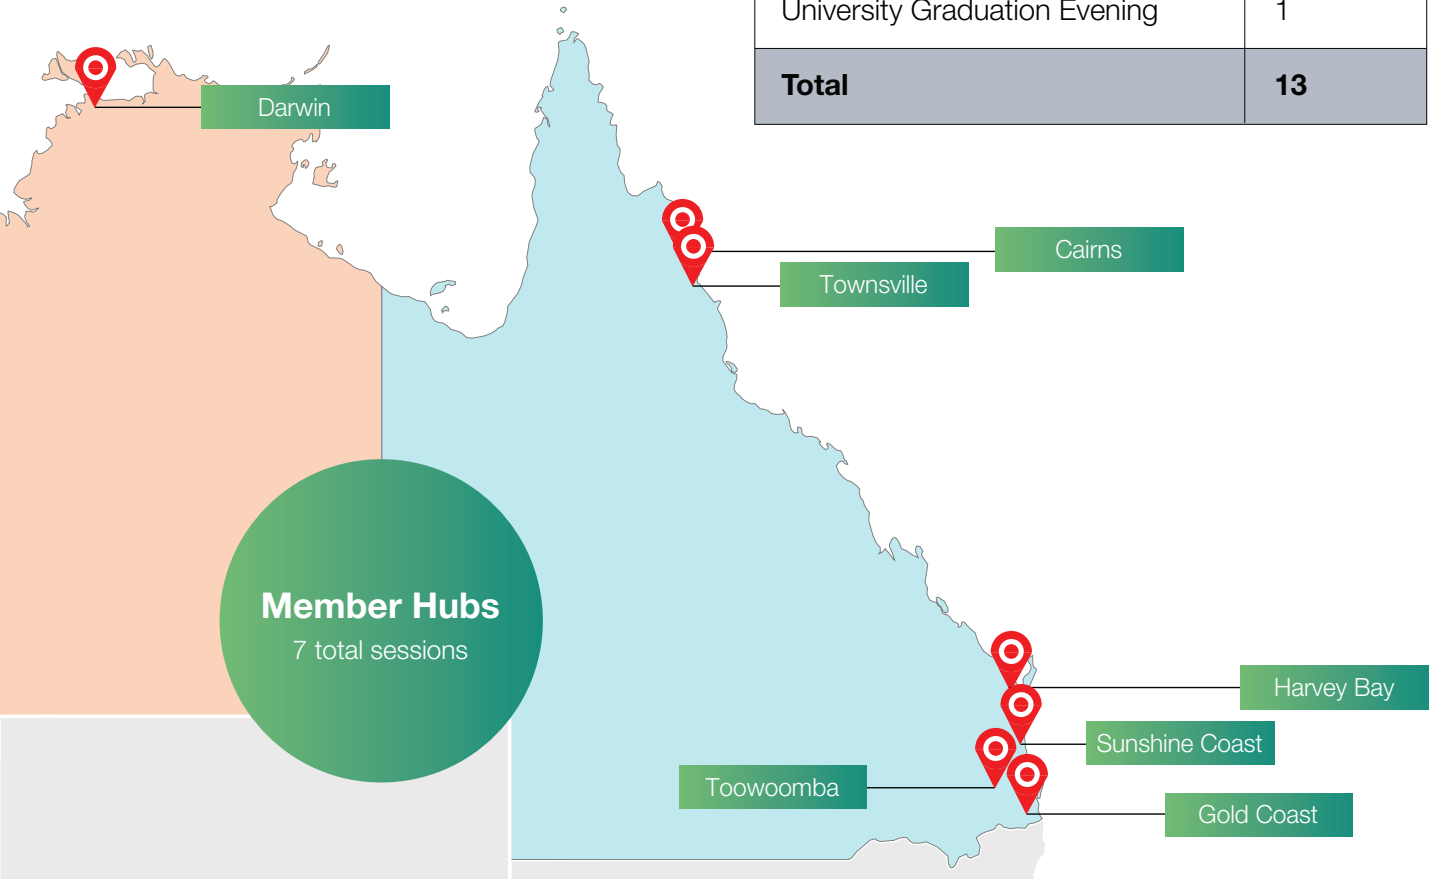 University Graduation Evening 1
Total 13
Darwin
Cairns
Townsville
Member Hubs
7 total sessions
Harvey Bay
Sunshine Coast
Toowoomba
Gold Coast